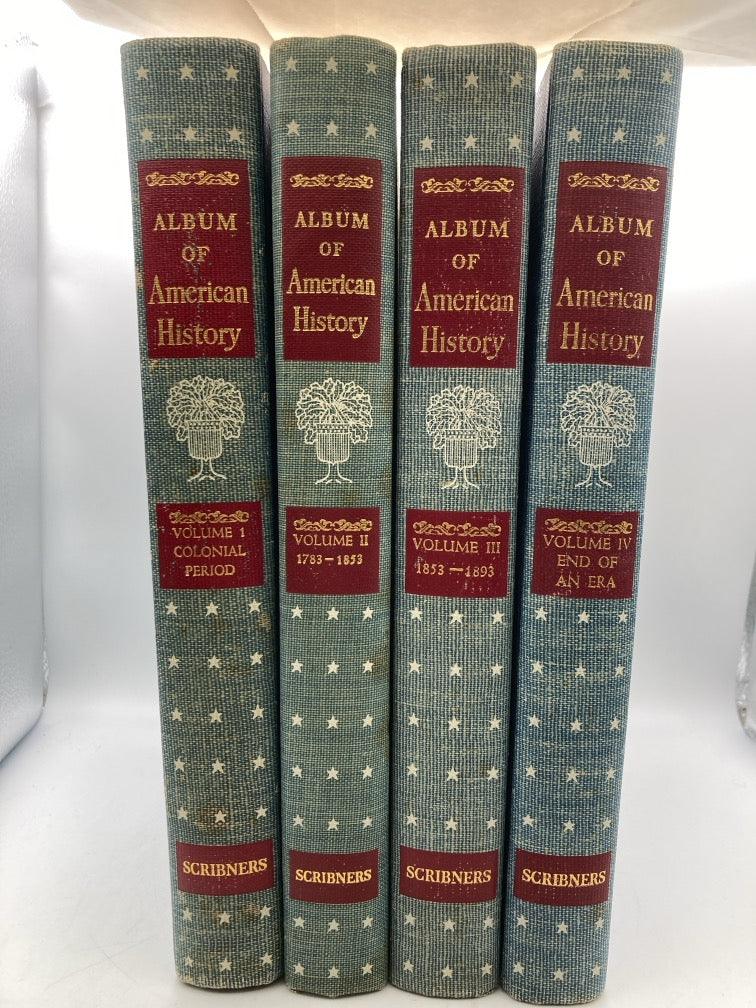 ALBUM
OF
American
History
VOLUME 1
COLONIAL
PERIOD
SCRIBNERS
ALBUM
OF
American
History
VOLUME II
1783-1853
SCRIBNERS
ALBUM
OF
American
History
VOLUME III
1853-1893
SCRIBNERS
ALBUM
OF
American
History
VOLUME IV
END OF
AN ERA
SCRIBNERS